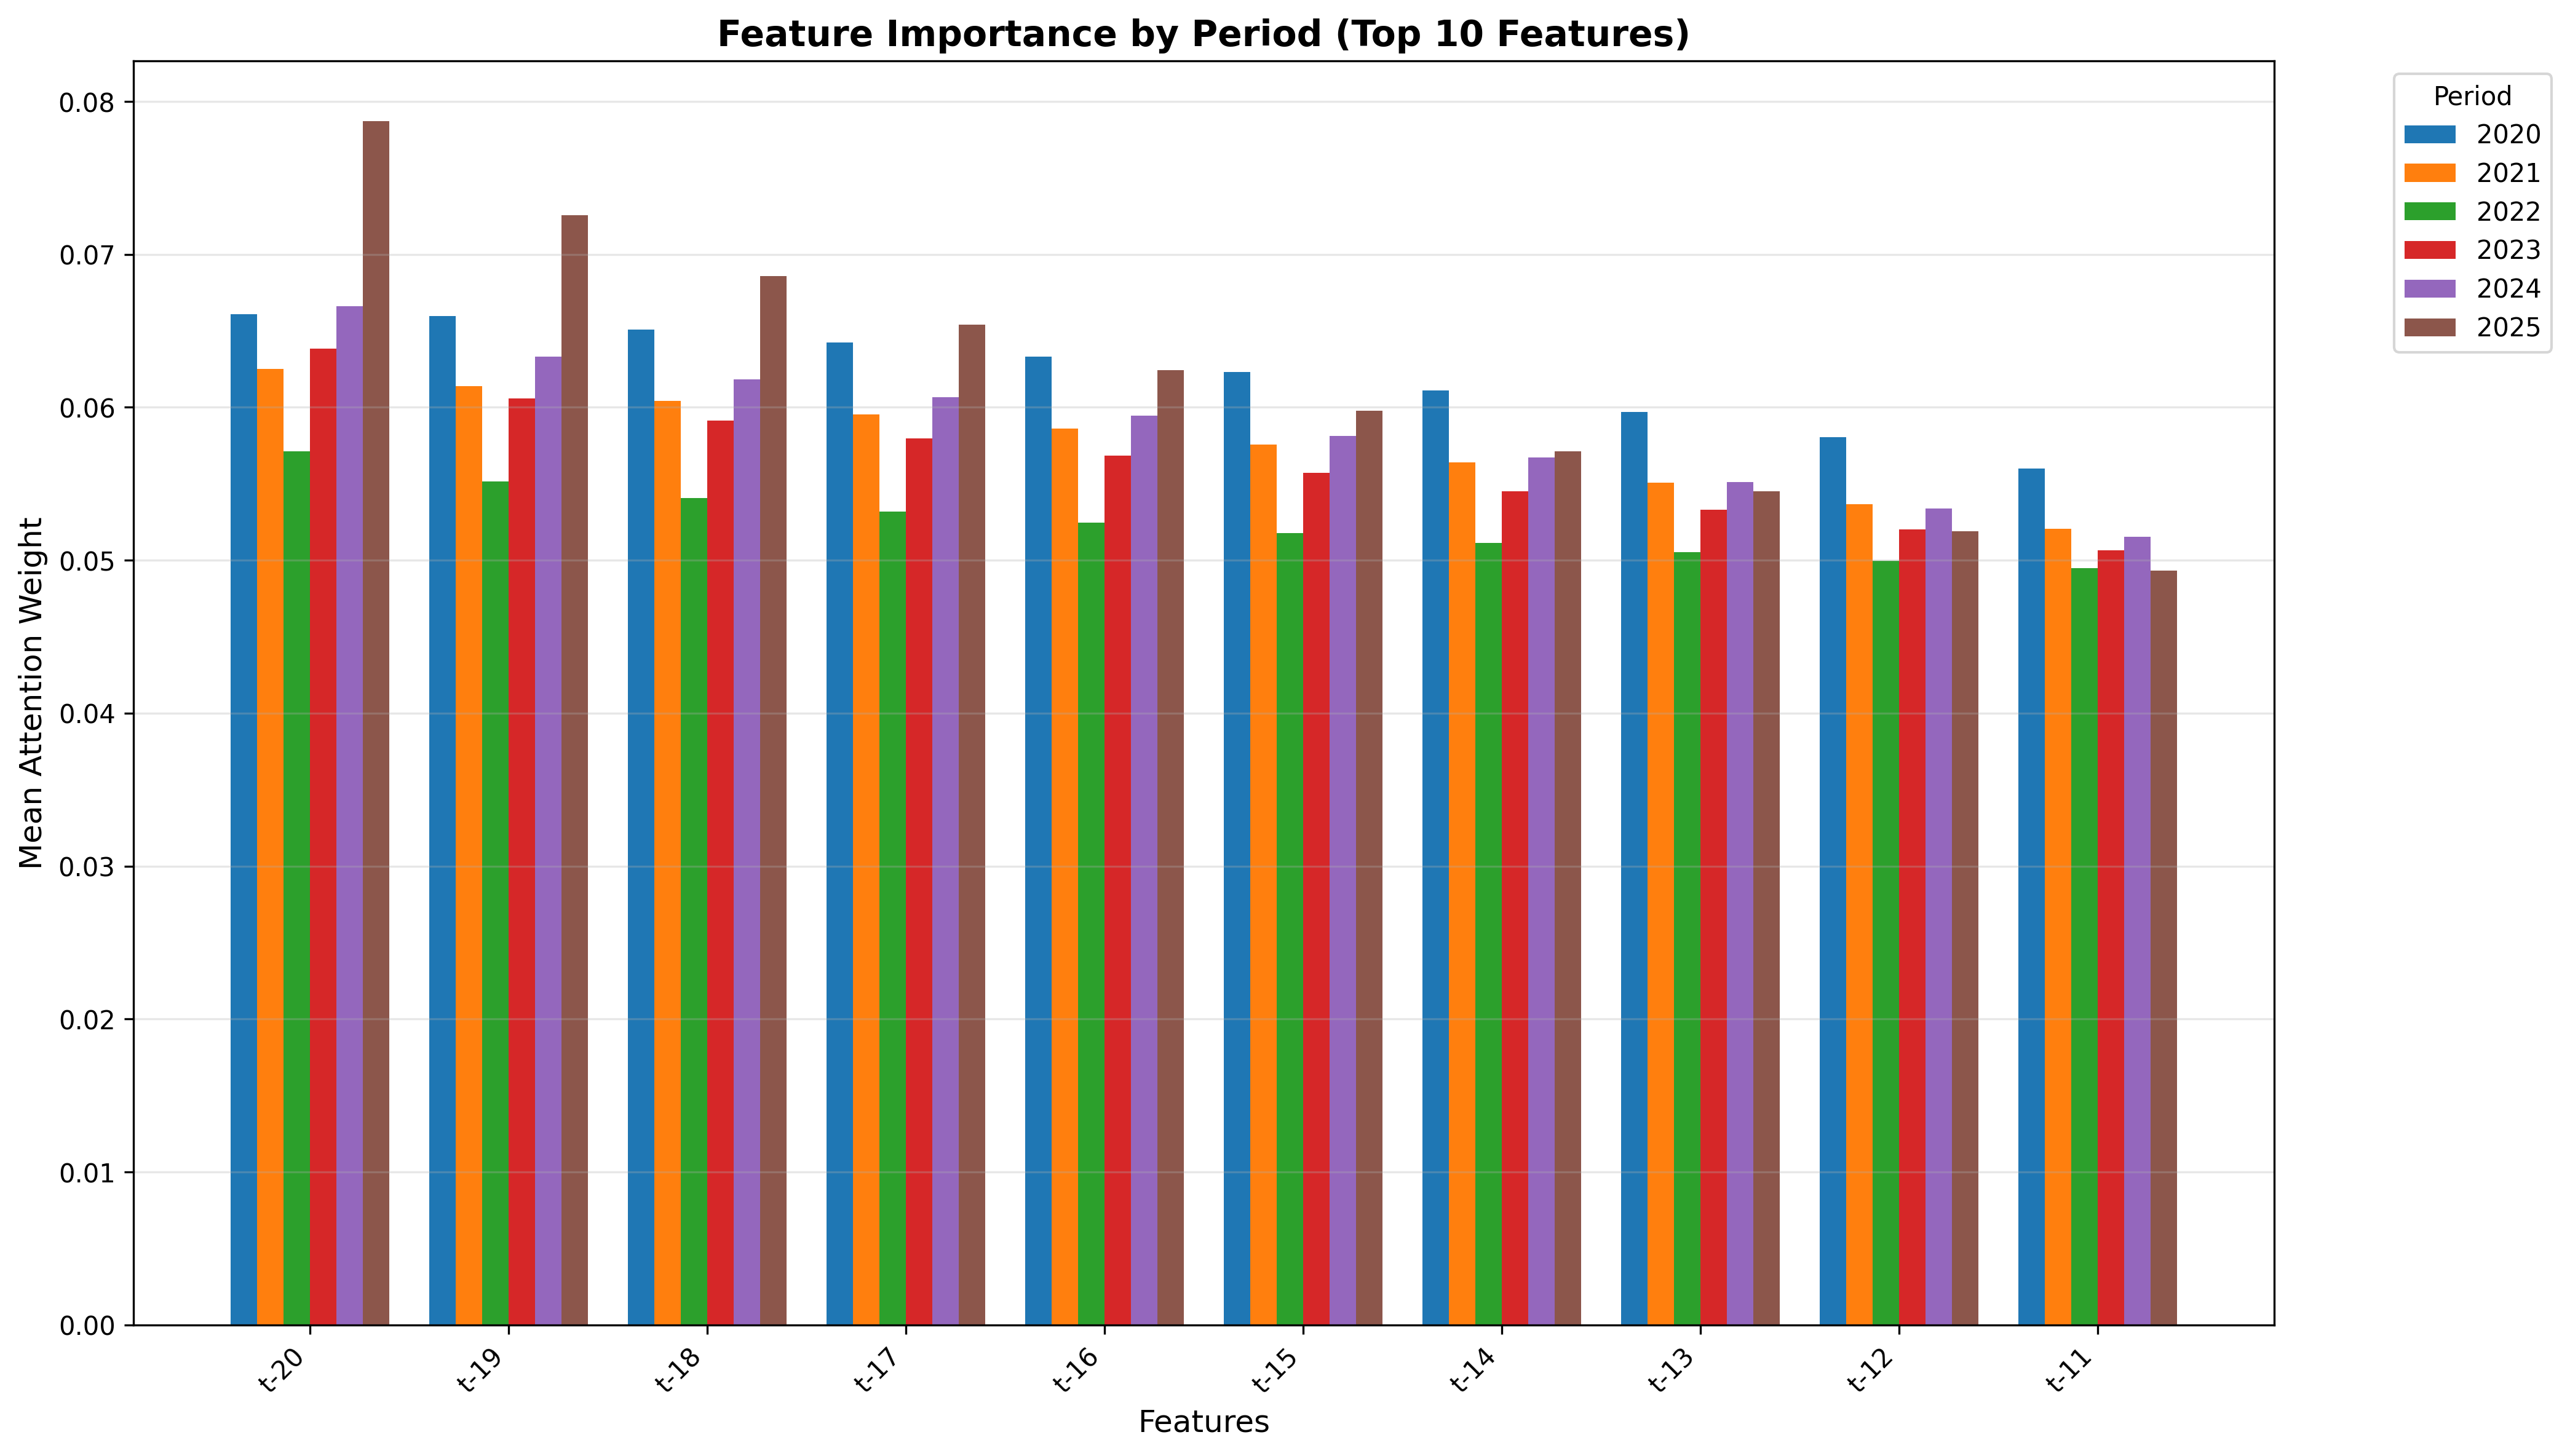 Feature Importance by Period (Top 10 Features)
Period
2020
2021
2022
2023
2024
2025
Mean Attention Weight
0.08
0.07
0.06
0.05
0.04
0.03
0.02
0.01
0.00
t-20
t-19
t-18
t-17
t-16
t-15
t-14
t-13
t-12
t-11
Features